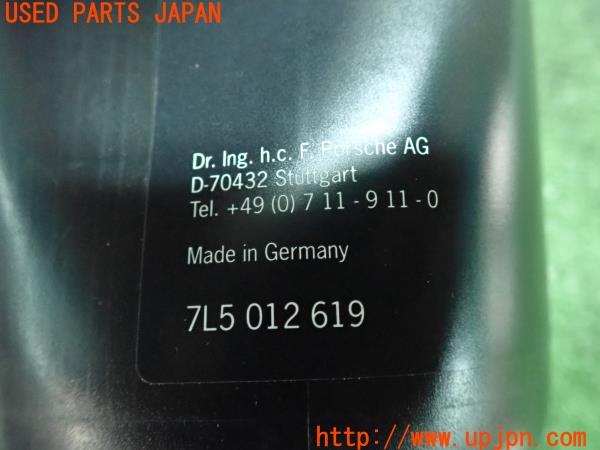 USED PARTS JAPAN
Dr. Ing. h.c. F. Porsche AG
D-70432 Stuttgart
Tel. +49 (0) 7 11 - 9 11 - 0
Made in Germany
7L5 012 619
http://www.upjpn.com